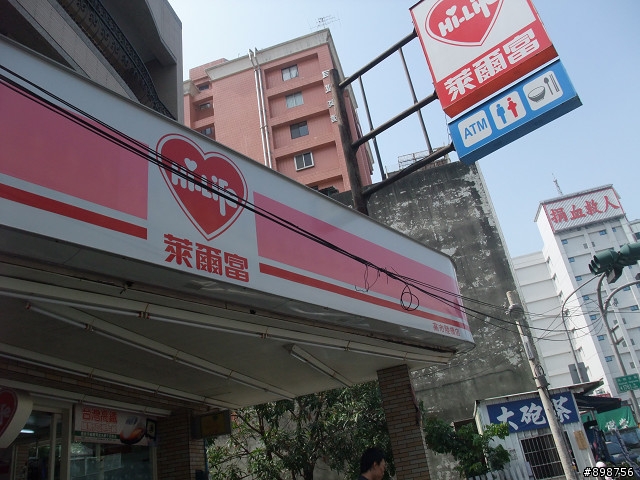 Hi-Life
萊爾富
ATM
Hi-Life
萊爾富
捐血救人
大砲茶
#898756